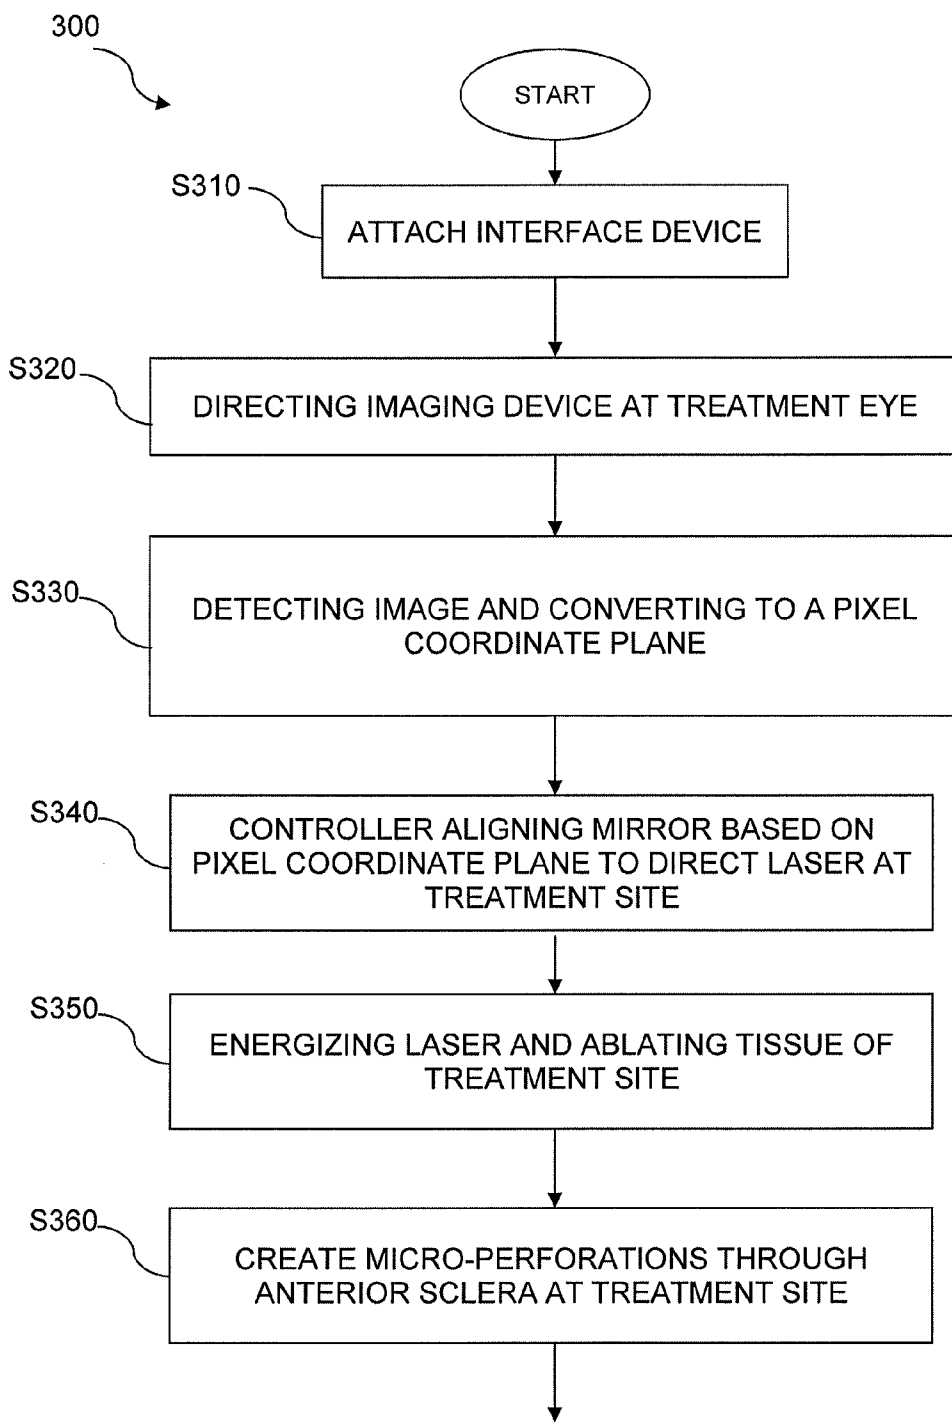 300
START
S310
ATTACH INTERFACE DEVICE
S320
DIRECTING IMAGING DEVICE AT TREATMENT EYE
S330
DETECTING IMAGE AND CONVERTING TO A PIXEL
COORDINATE PLANE
S340
CONTROLLER ALIGNING MIRROR BASED ON
PIXEL COORDINATE PLANE TO DIRECT LASER AT
TREATMENT SITE
S350
ENERGIZING LASER AND ABLATING TISSUE OF
TREATMENT SITE
S360
CREATE MICRO-PERFORATIONS THROUGH
ANTERIOR SCLERA AT TREATMENT SITE